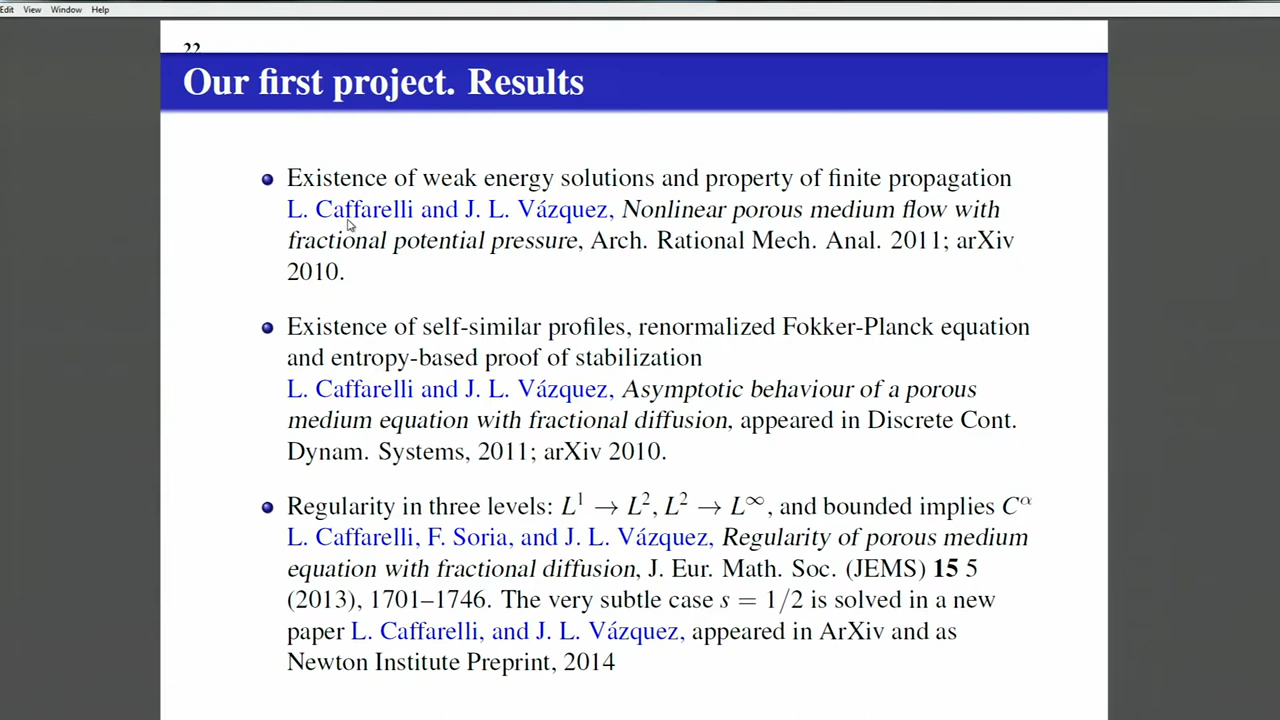 Edit View Window Help
22
Our first project. Results
Existence of weak energy solutions and property of finite propagation
L. Caffarelli and J. L. Vázquez, Nonlinear porous medium flow with
fractional potential pressure, Arch. Rational Mech. Anal. 2011; arXiv
2010.
Existence of self-similar profiles, renormalized Fokker-Planck equation
and entropy-based proof of stabilization
L. Caffarelli and J. L. Vázquez, Asymptotic behaviour of a porous
medium equation with fractional diffusion, appeared in Discrete Cont.
Dynam. Systems, 2011; arXiv 2010.
Regularity in three levels: L¹ → L², L² → L^∞, and bounded implies C^α
L. Caffarelli, F. Soria, and J. L. Vázquez, Regularity of porous medium
equation with fractional diffusion, J. Eur. Math. Soc. (JEMS) 15 5
(2013), 1701–1746. The very subtle case s = 1/2 is solved in a new
paper L. Caffarelli, and J. L. Vázquez, appeared in ArXiv and as
Newton Institute Preprint, 2014